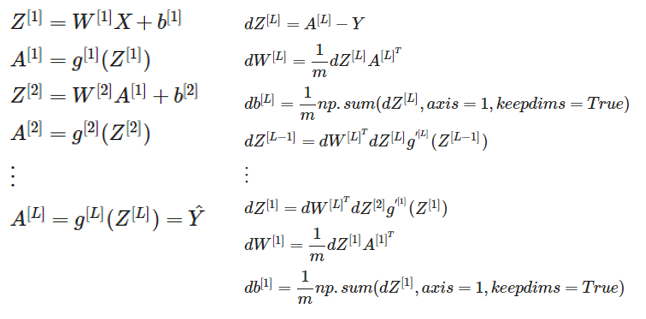 Z^{[1]} = W^{[1]}X + b^{[1]}
A^{[1]} = g^{[1]}(Z^{[1]})
Z^{[2]} = W^{[2]}A^{[1]} + b^{[2]}
A^{[2]} = g^{[2]}(Z^{[2]})
⋮
A^{[L]} = g^{[L]}(Z^{[L]}) = Ŷ
dZ^{[L]} = A^{[L]} − Y
dW^{[L]} = \frac{1}{m}dZ^{[L]}A^{[L]^T}
db^{[L]} = \frac{1}{m}np.sum(dZ^{[L]}, axis = 1, keepdims = True)
dZ^{[L−1]} = dW^{[L]^T}dZ^{[L]}g'^{[L]}(Z^{[L−1]})
⋮
dZ^{[1]} = dW^{[L]^T}dZ^{[2]}g'^{[1]}(Z^{[1]})
dW^{[1]} = \frac{1}{m}dZ^{[1]}A^{[1]^T}
db^{[1]} = \frac{1}{m}np.sum(dZ^{[1]}, axis = 1, keepdims = True)